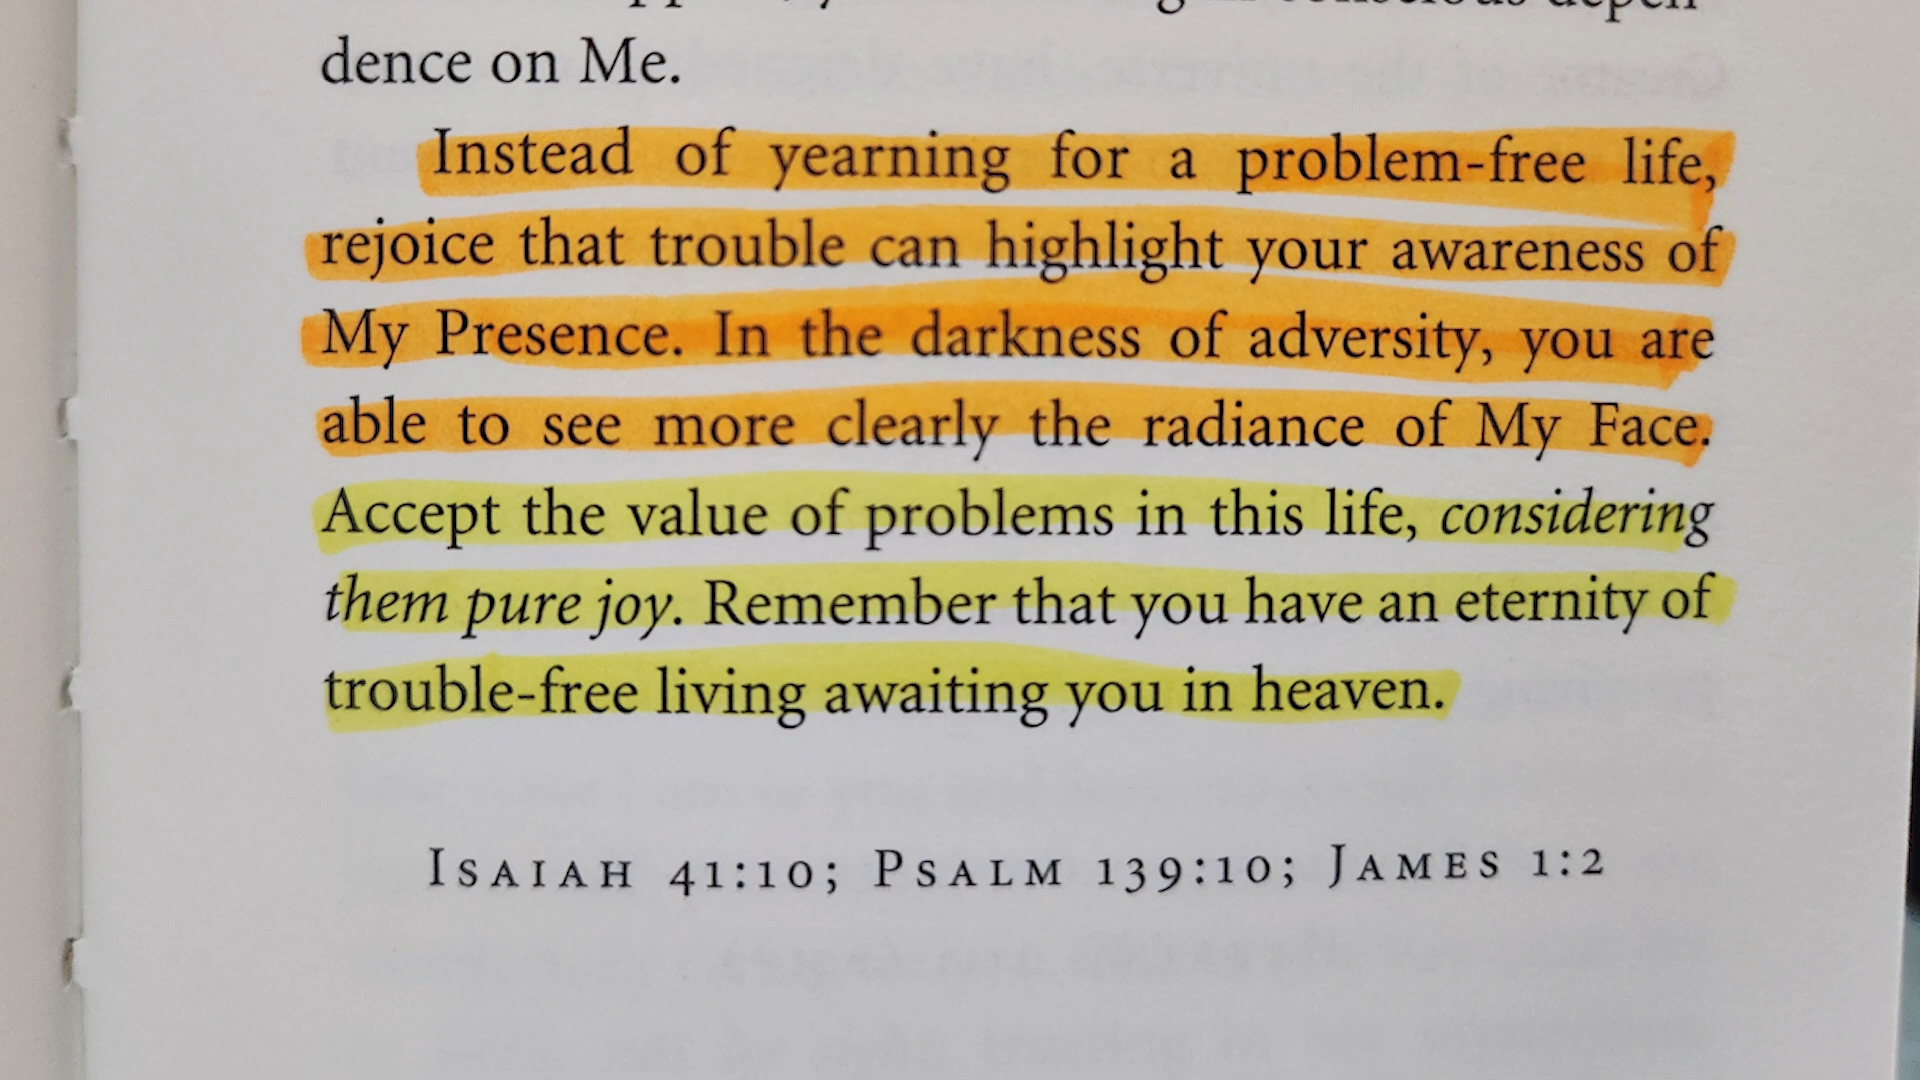 conscious depen-
dence on Me.
Instead of yearning for a problem-free life,
rejoice that trouble can highlight your awareness of
My Presence. In the darkness of adversity, you are
able to see more clearly the radiance of My Face.
Accept the value of problems in this life, considering
them pure joy. Remember that you have an eternity of
trouble-free living awaiting you in heaven.
ISAIAH 41:10; PSALM 139:10; JAMES 1:2